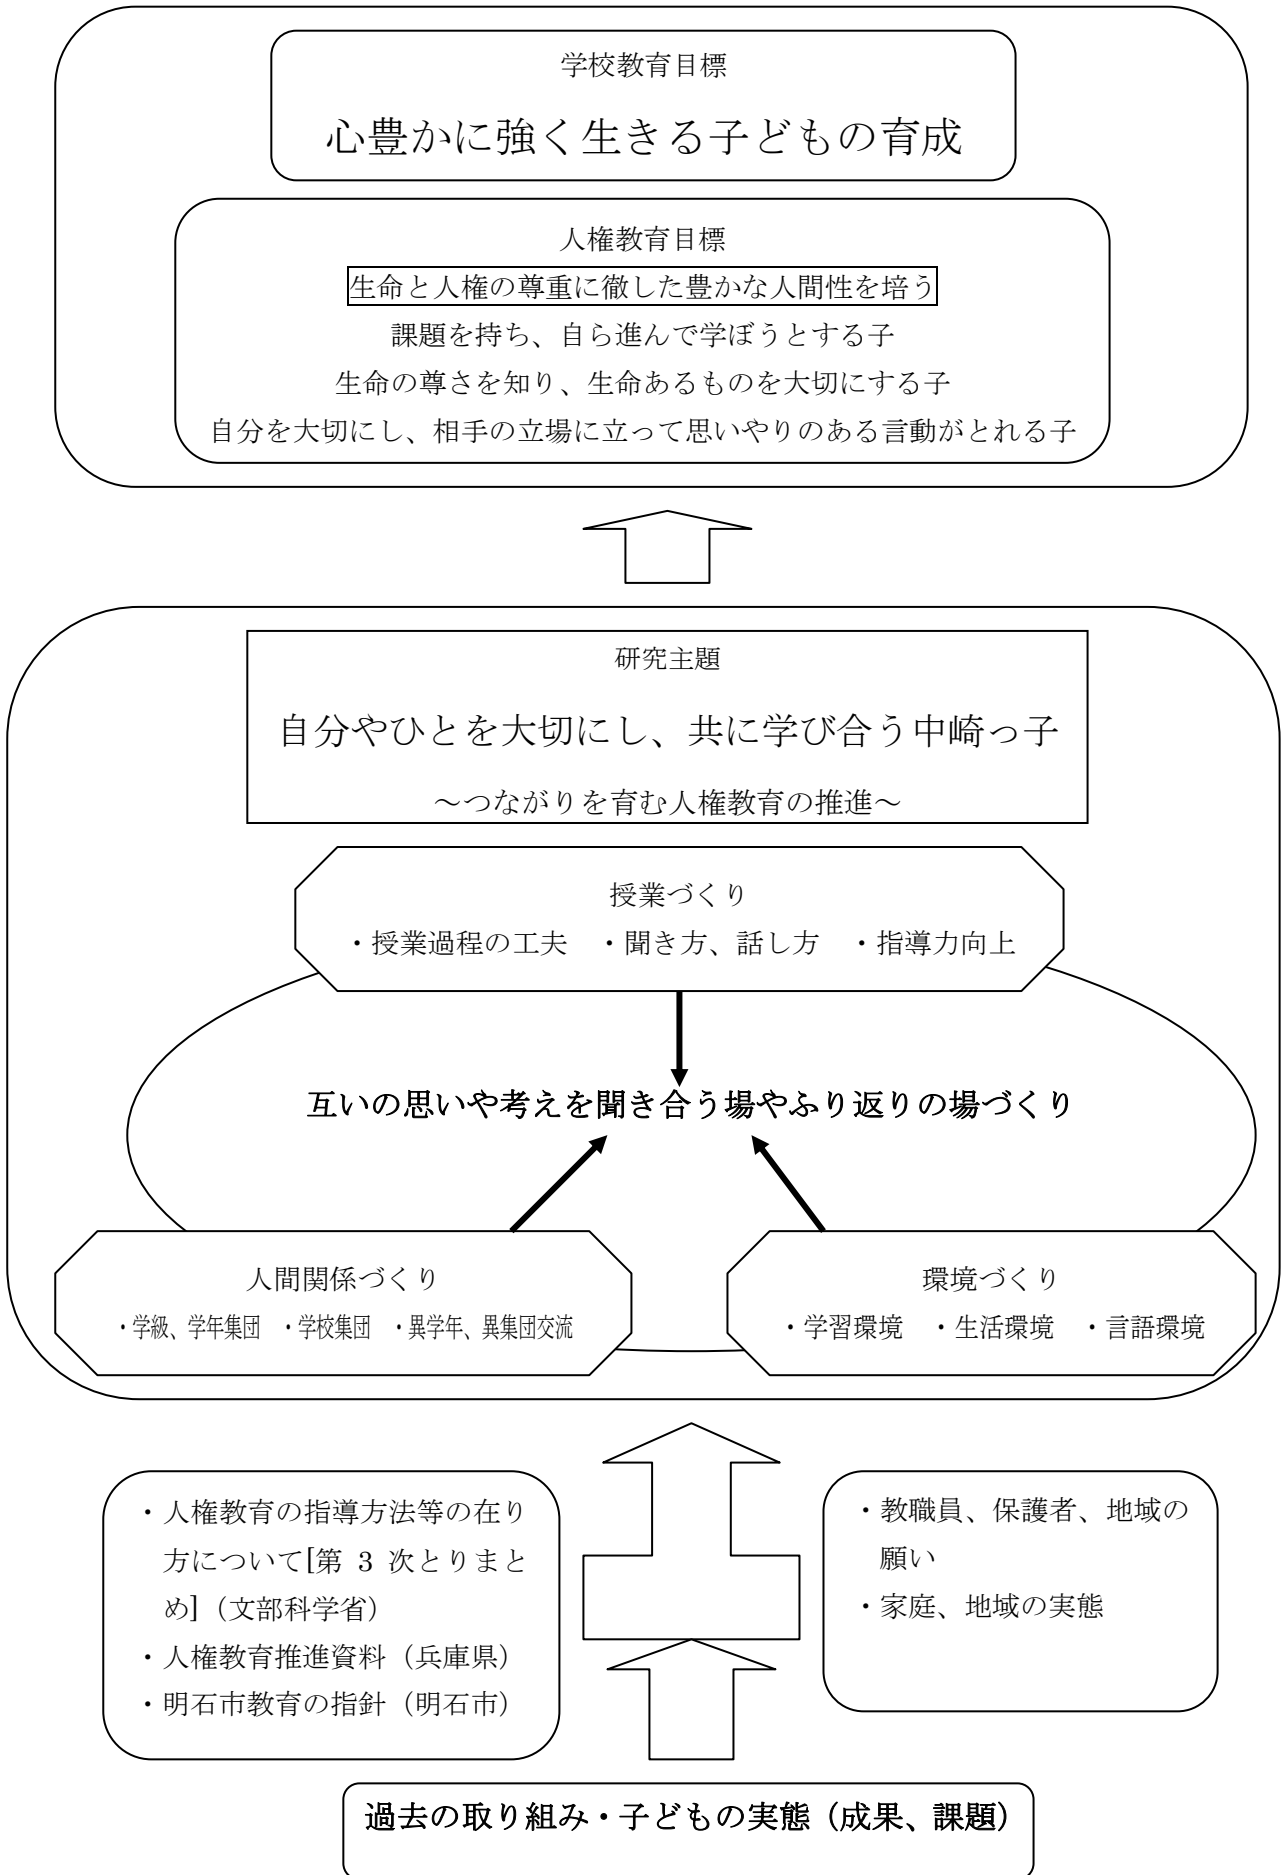 学校教育目標
心豊かに強く生きる子どもの育成
人権教育目標
生命と人権の尊重に徹した豊かな人間性を培う
課題を持ち、自ら進んで学ぼうとする子
生命の尊さを知り、生命あるものを大切にする子
自分を大切にし、相手の立場に立って思いやりのある言動がとれる子
研究主題
自分やひとを大切にし、共に学び合う中崎っ子
～つながりを育む人権教育の推進～
授業づくり
・授業過程の工夫　・聞き方、話し方　・指導力向上
互いの思いや考えを聞き合う場やふり返りの場づくり
人間関係づくり
・学級、学年集団　・学校集団　・異学年、異集団交流
環境づくり
・学習環境　・生活環境　・言語環境
・人権教育の指導方法等の在り
方について[第 3 次とりまと
め]（文部科学省）
・人権教育推進資料（兵庫県）
・明石市教育の指針（明石市）
・教職員、保護者、地域の
願い
・家庭、地域の実態
過去の取り組み・子どもの実態（成果、課題）